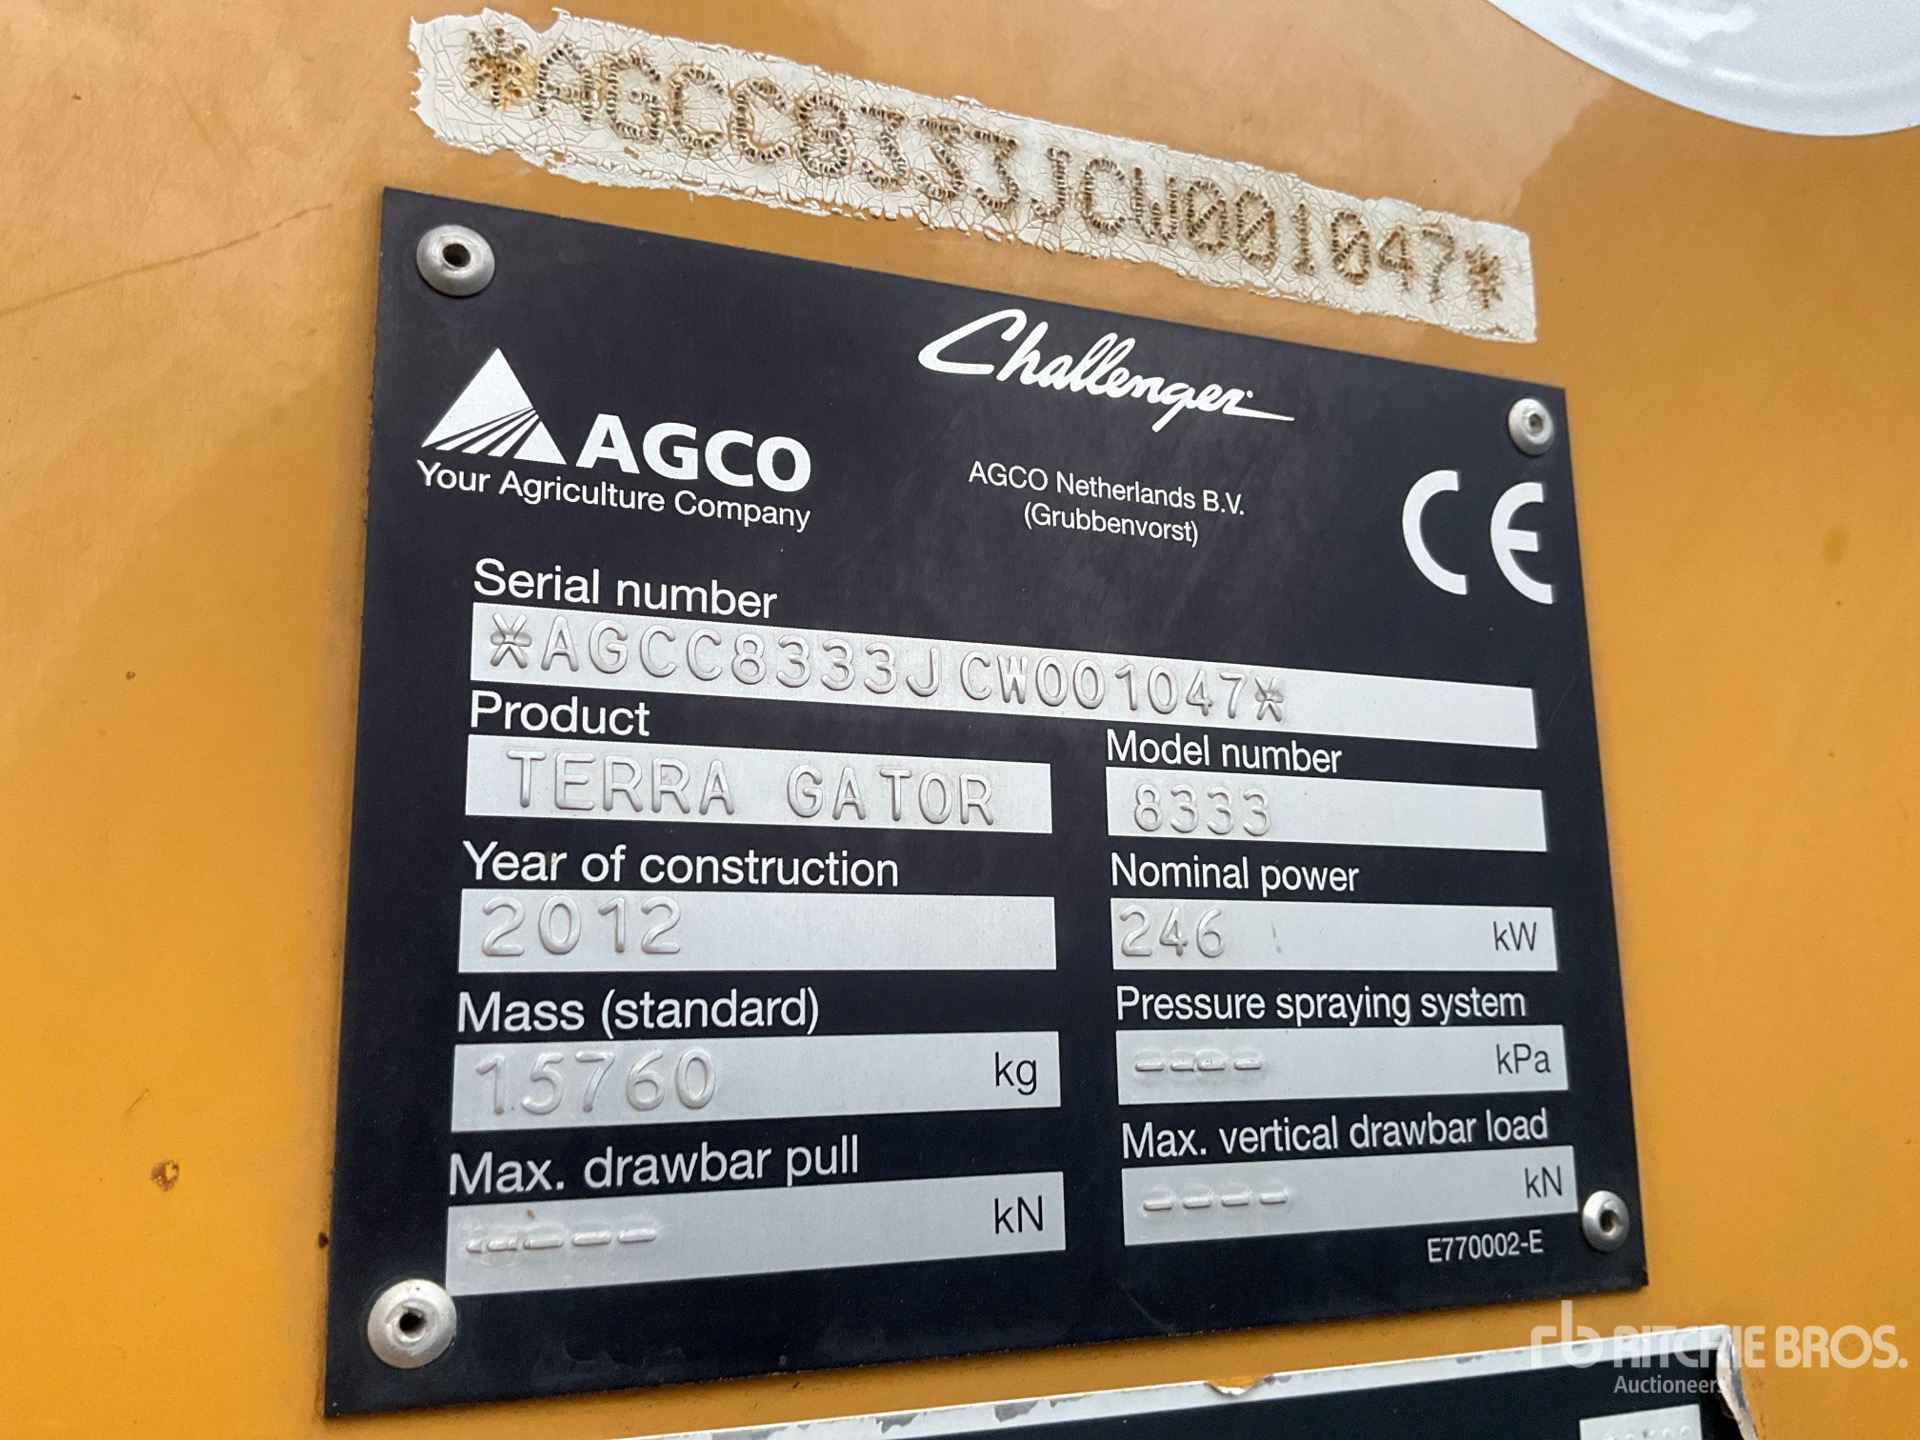 *AGCC8333JCW001047*
Challenger
AGCO
Your Agriculture Company
AGCO Netherlands B.V.
(Grubbenvorst)
CE
Serial number
*AGCC8333JCW001047*
Product
TERRA GATOR
Model number
8333
Year of construction
2012
Nominal power
246 kW
Mass (standard)
15760 kg
Pressure spraying system
---- kPa
Max. drawbar pull
---- kN
Max. vertical drawbar load
---- kN
E770002-E
rb RITCHIE BROS.
Auctioneers